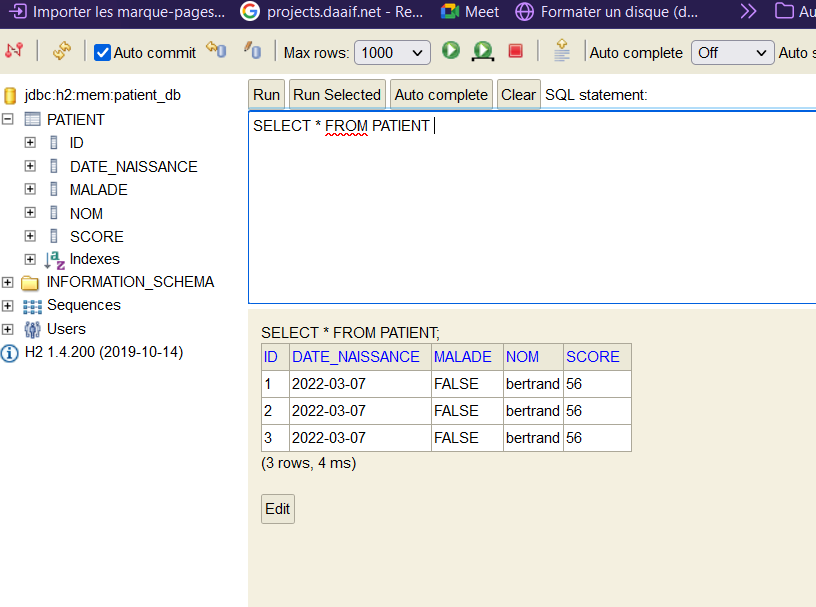 Importer les marque-pages... projects.daaif.net - Re... Meet Formater un disque (d... Au
Auto commit Max rows: 1000 Auto complete Off Auto s
jdbc:h2:mem:patient_db
PATIENT
ID
DATE_NAISSANCE
MALADE
NOM
SCORE
Indexes
INFORMATION_SCHEMA
Sequences
Users
H2 1.4.200 (2019-10-14)
Run Run Selected Auto complete Clear SQL statement:
SELECT * FROM PATIENT
SELECT * FROM PATIENT;
ID DATE_NAISSANCE MALADE NOM SCORE
1 2022-03-07 FALSE bertrand 56
2 2022-03-07 FALSE bertrand 56
3 2022-03-07 FALSE bertrand 56
(3 rows, 4 ms)
Edit